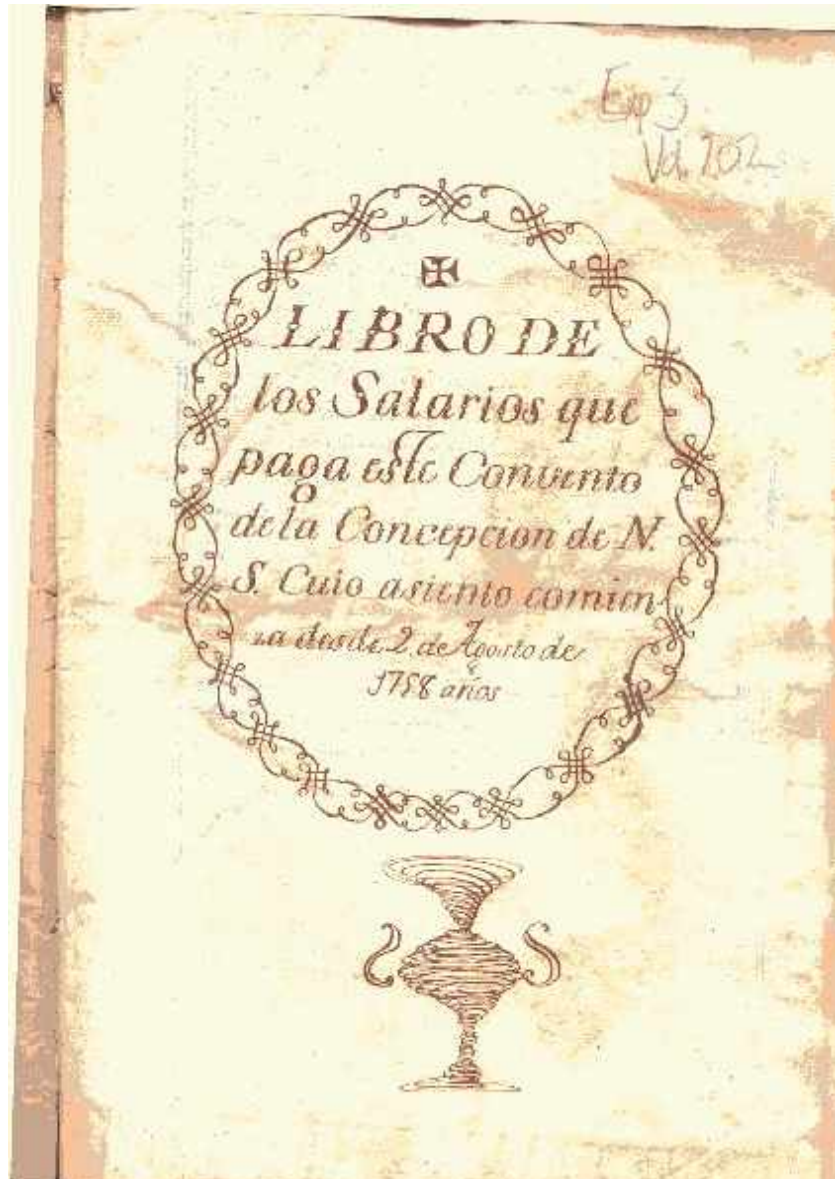 Exp 3
Vol. 202
✠
LIBRO DE
los Salarios que
paga este Convento
de la Concepcion de N.
S. Cuio asiento comien
za desde 2. de Agosto de
1758 años